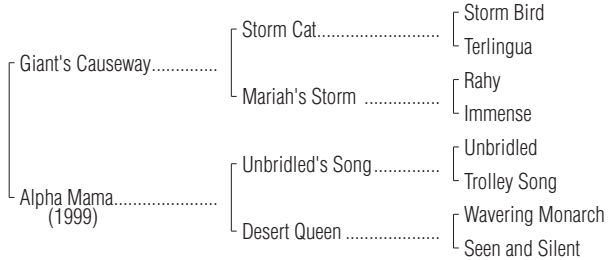 Storm Bird
Storm Cat....................
Terlingua
Giant's Causeway..............
Rahy
Mariah's Storm ................
Immense
Unbridled
Unbridled's Song..............
Trolley Song
Alpha Mama......................
(1999)
Wavering Monarch
Desert Queen ....................
Seen and Silent